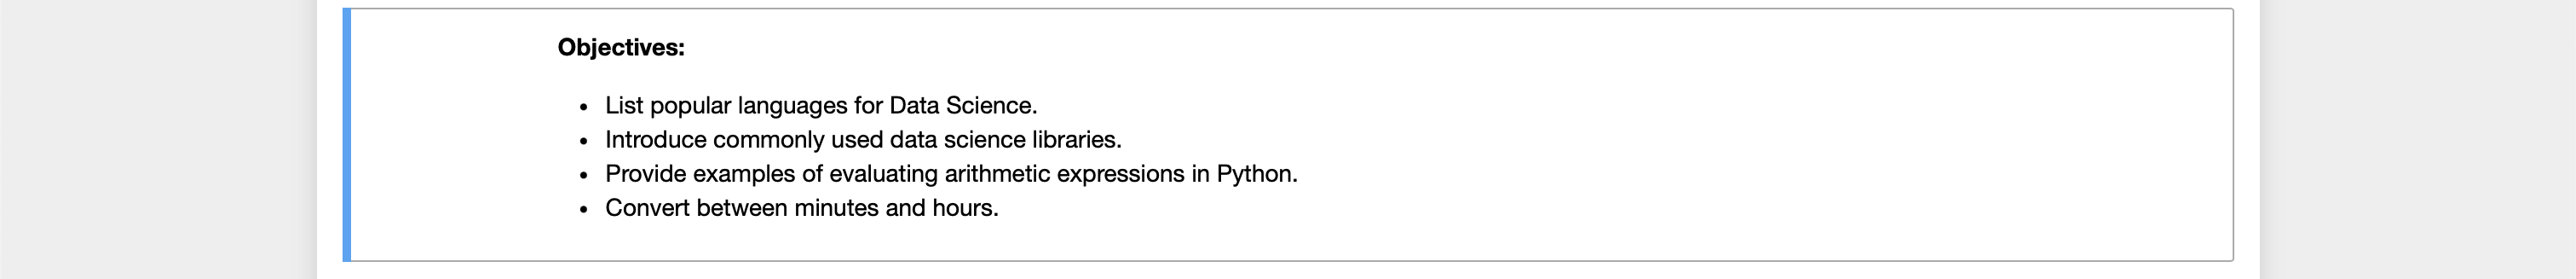 Objectives:
• List popular languages for Data Science.
• Introduce commonly used data science libraries.
• Provide examples of evaluating arithmetic expressions in Python.
• Convert between minutes and hours.